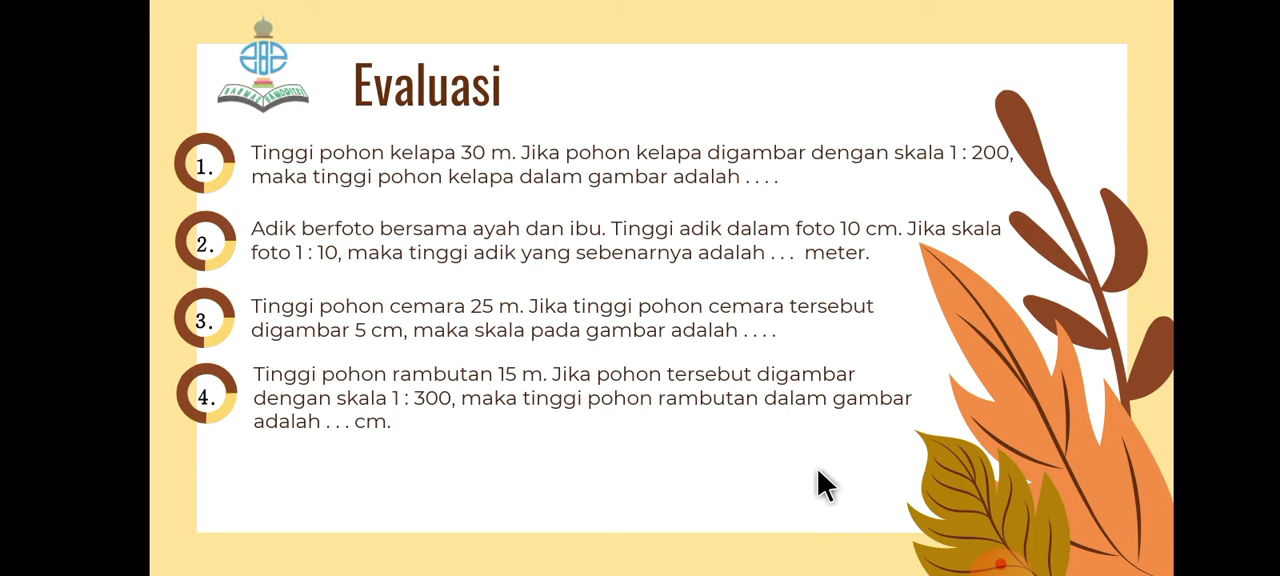 282
Evaluasi
1.
Tinggi pohon kelapa 30 m. Jika pohon kelapa digambar dengan skala 1 : 200,
maka tinggi pohon kelapa dalam gambar adalah . . . .
2.
Adik berfoto bersama ayah dan ibu. Tinggi adik dalam foto 10 cm. Jika skala
foto 1 : 10, maka tinggi adik yang sebenarnya adalah . . . meter.
3.
Tinggi pohon cemara 25 m. Jika tinggi pohon cemara tersebut
digambar 5 cm, maka skala pada gambar adalah . . . .
4.
Tinggi pohon rambutan 15 m. Jika pohon tersebut digambar
dengan skala 1 : 300, maka tinggi pohon rambutan dalam gambar
adalah . . . cm.